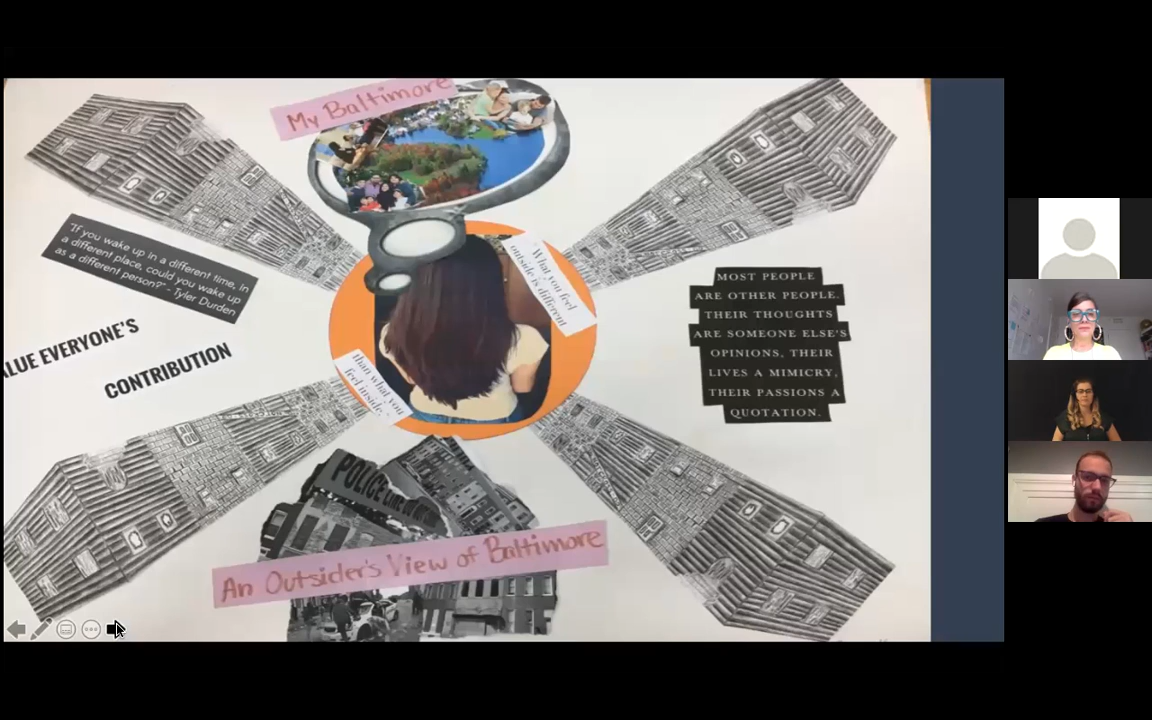 My Baltimore
"If you wake up in a different time, in
a different place, could you wake up
as a different person?" - Tyler Durden
"What you feel
outside is different
MOST PEOPLE
ARE OTHER PEOPLE.
THEIR THOUGHTS
ARE SOMEONE ELSE'S
OPINIONS, THEIR
LIVES A MIMICRY,
THEIR PASSIONS A
QUOTATION.
EVERYONE'S
CONTRIBUTION
than what you
feel inside."
POLICE LINE
An Outsider's View of Baltimore